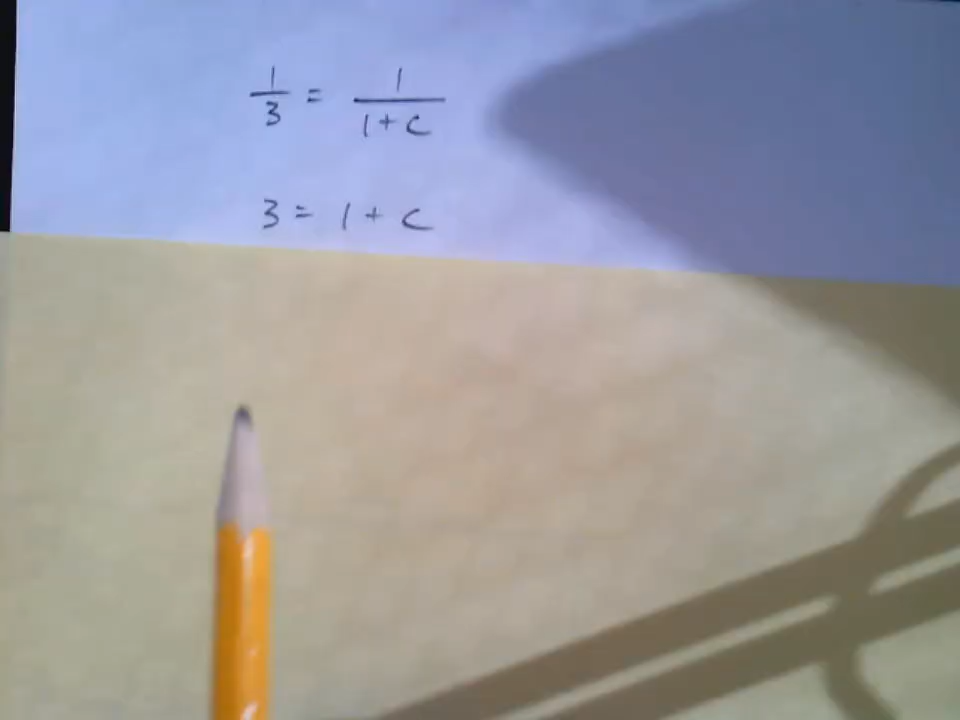 1/3 = 1/(1+C)
3 = 1 + C